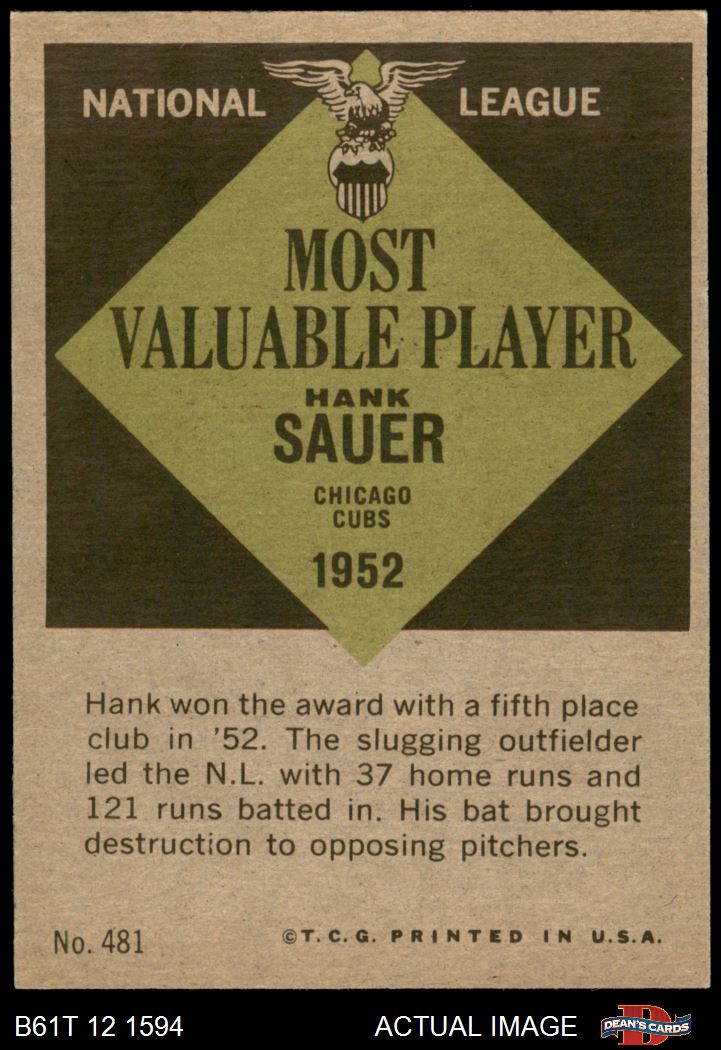 NATIONAL LEAGUE
MOST
VALUABLE PLAYER
HANK
SAUER
CHICAGO
CUBS
1952
Hank won the award with a fifth place
club in '52. The slugging outfielder
led the N.L. with 37 home runs and
121 runs batted in. His bat brought
destruction to opposing pitchers.
No. 481 ©T.C.G. PRINTED IN U.S.A.
B61T 12 1594 ACTUAL IMAGE D DEAN'S CARDS